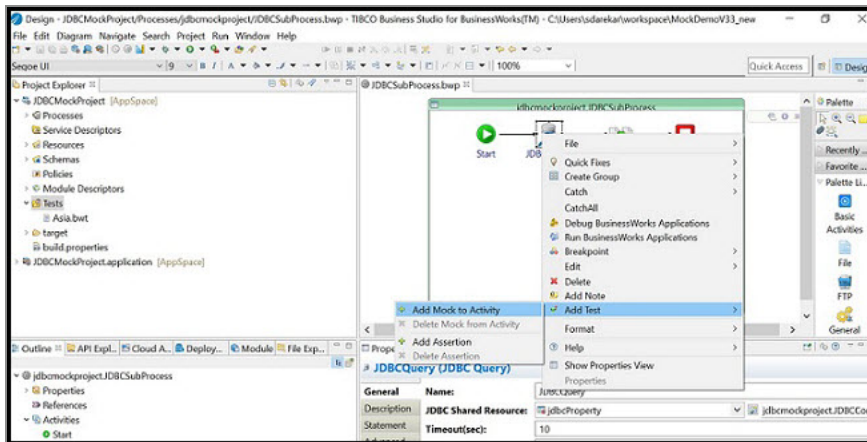 Design - JDBCMockProject/Processes/jdbcmockproject/JDBCSubProcess.bwp - TIBCO Business Studio for BusinessWorks(TM) - C:\Users\sdarekar\workspace\MockDemoV33_new
File Edit Diagram Navigate Search Project Run Window Help
Segoe UI 9 B I A 100% Quick Access Design
Project Explorer
JDBCMockProject [AppSpace]
Processes
Service Descriptors
Resources
Schemas
Policies
Module Descriptors
Tests
Asia.bwt
target
build.properties
JDBCMockProject.application [AppSpace]
JDBCSubProcess.bwp
jdbcmockproject.JDBCSubProcess
Start
File
Quick Fixes
Create Group
Catch
CatchAll
Debug BusinessWorks Applications
Run BusinessWorks Applications
Breakpoint
Edit
Delete
Add Note
Add Test
Format
Help
Show Properties View
Properties
Add Mock to Activity
Delete Mock from Activity
Add Assertion
Delete Assertion
Palette
Recently ...
Favorite ...
Palette Li...
Basic
Activities
File
FTP
General
Outline API Expl... Cloud A... Deploy... Module File Exp...
jdbcmockproject.JDBCSubProcess
Properties
References
Activities
Start
JDBCQuery (JDBC Query)
General
Description
Statement
Name: JDBCQuery
JDBC Shared Resource: jdbcProperty jdbcmockproject.JDBCCo
Timeout(sec): 10